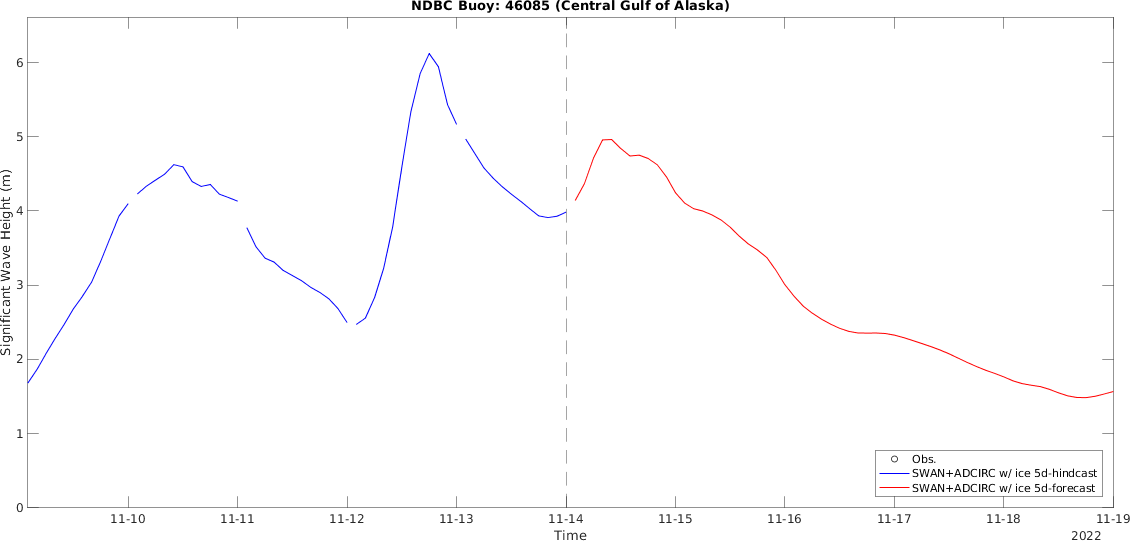 NDBC Buoy: 46085 (Central Gulf of Alaska)
Significant Wave Height (m)
6
5
4
3
2
1
0
Obs.
SWAN+ADCIRC w/ ice 5d-hindcast
SWAN+ADCIRC w/ ice 5d-forecast
11-10 11-11 11-12 11-13 11-14 11-15 11-16 11-17 11-18 11-19
Time
2022